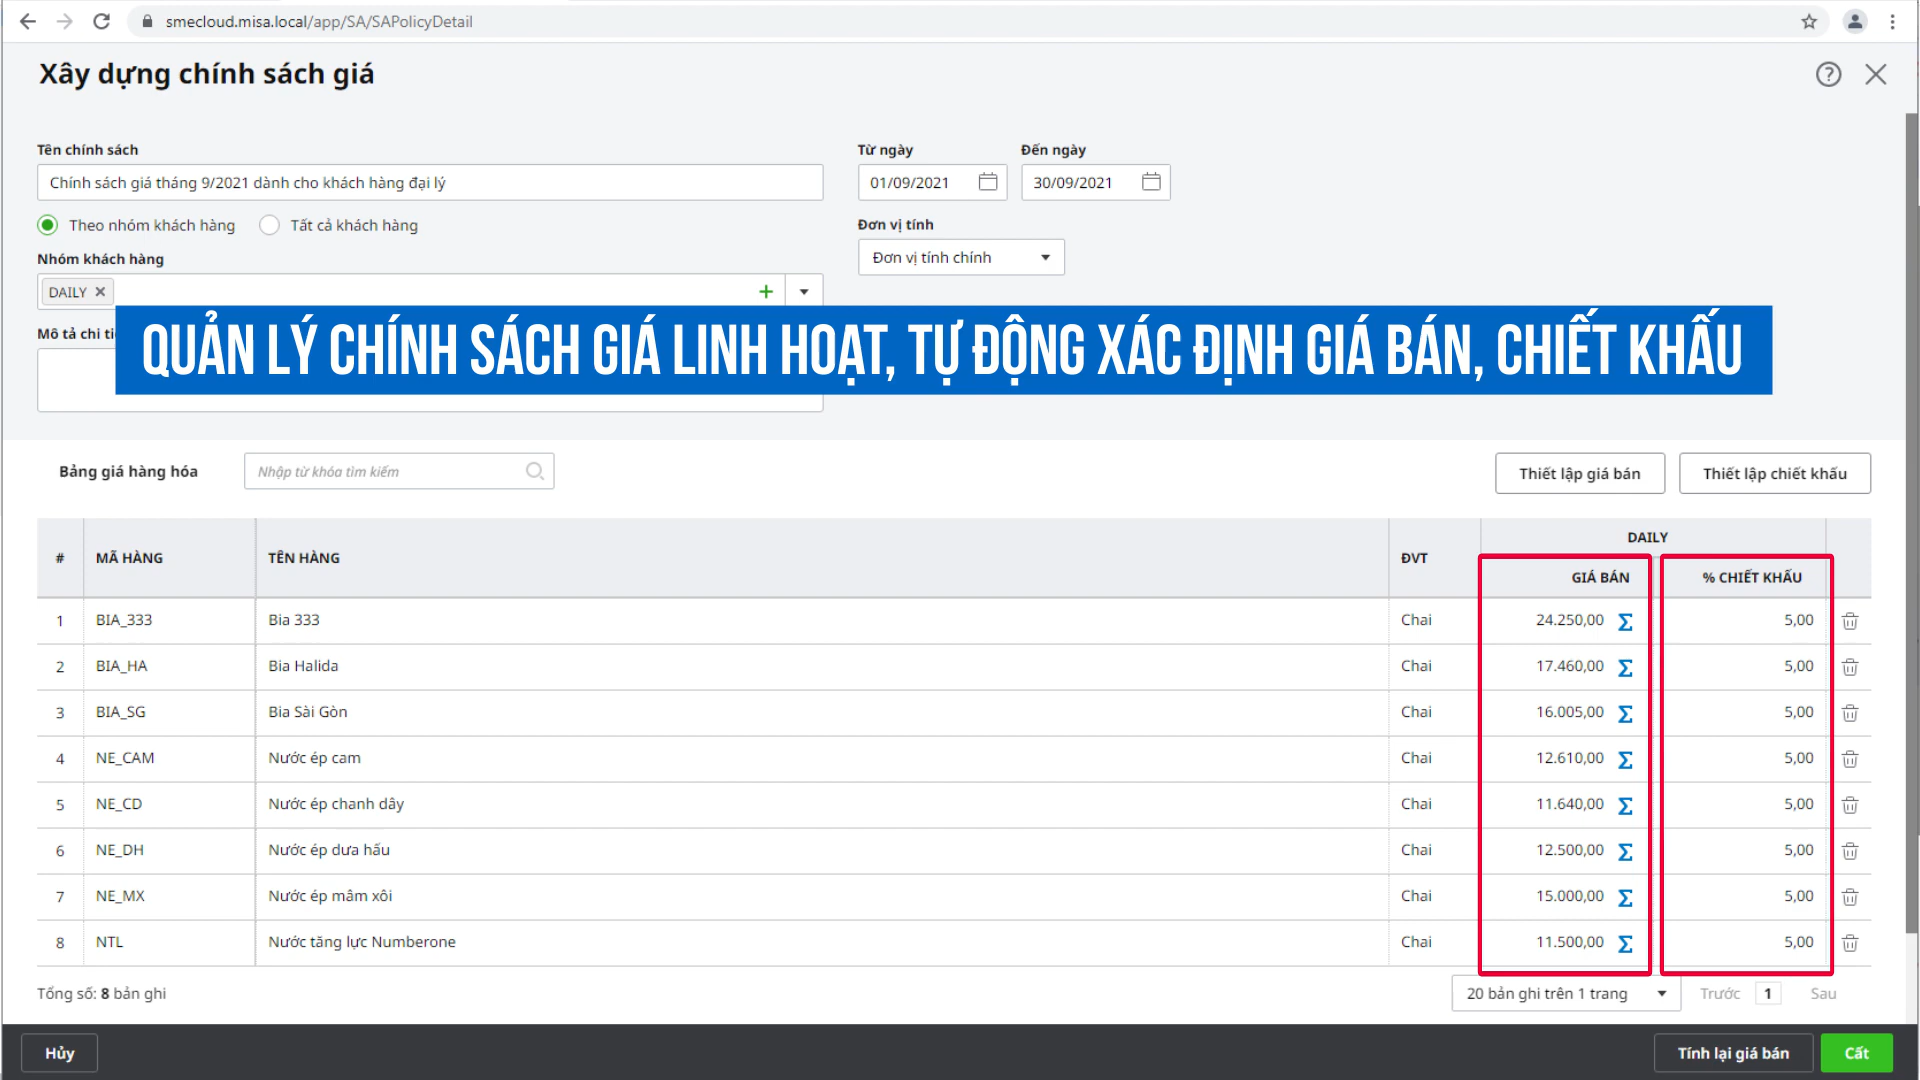 smecloud.misa.local/app/SA/SAPolicyDetail
Xây dựng chính sách giá
Tên chính sách
Chính sách giá tháng 9/2021 dành cho khách hàng đại lý
Từ ngày
Đến ngày
01/09/2021
30/09/2021
Theo nhóm khách hàng
Tất cả khách hàng
Đơn vị tính
Đơn vị tính chính
Nhóm khách hàng
DAILY
Mô tả chi
QUẢN LÝ CHÍNH SÁCH GIÁ LINH HOẠT, TỰ ĐỘNG XÁC ĐỊNH GIÁ BÁN, CHIẾT KHẤU
Bảng giá hàng hóa
Nhập từ khóa tìm kiếm
Thiết lập giá bán
Thiết lập chiết khấu
# MÃ HÀNG TÊN HÀNG ĐVT DAILY
GIÁ BÁN % CHIẾT KHẤU
1 BIA_333 Bia 333 Chai 24.250,00 Σ 5,00
2 BIA_HA Bia Halida Chai 17.460,00 Σ 5,00
3 BIA_SG Bia Sài Gòn Chai 16.005,00 Σ 5,00
4 NE_CAM Nước ép cam Chai 12.610,00 Σ 5,00
5 NE_CD Nước ép chanh dây Chai 11.640,00 Σ 5,00
6 NE_DH Nước ép dưa hấu Chai 12.500,00 Σ 5,00
7 NE_MX Nước ép mâm xôi Chai 15.000,00 Σ 5,00
8 NTL Nước tăng lực Numberone Chai 11.500,00 Σ 5,00
Tổng số: 8 bản ghi
20 bản ghi trên 1 trang
Trước 1 Sau
Hủy
Tính lại giá bán
Cất